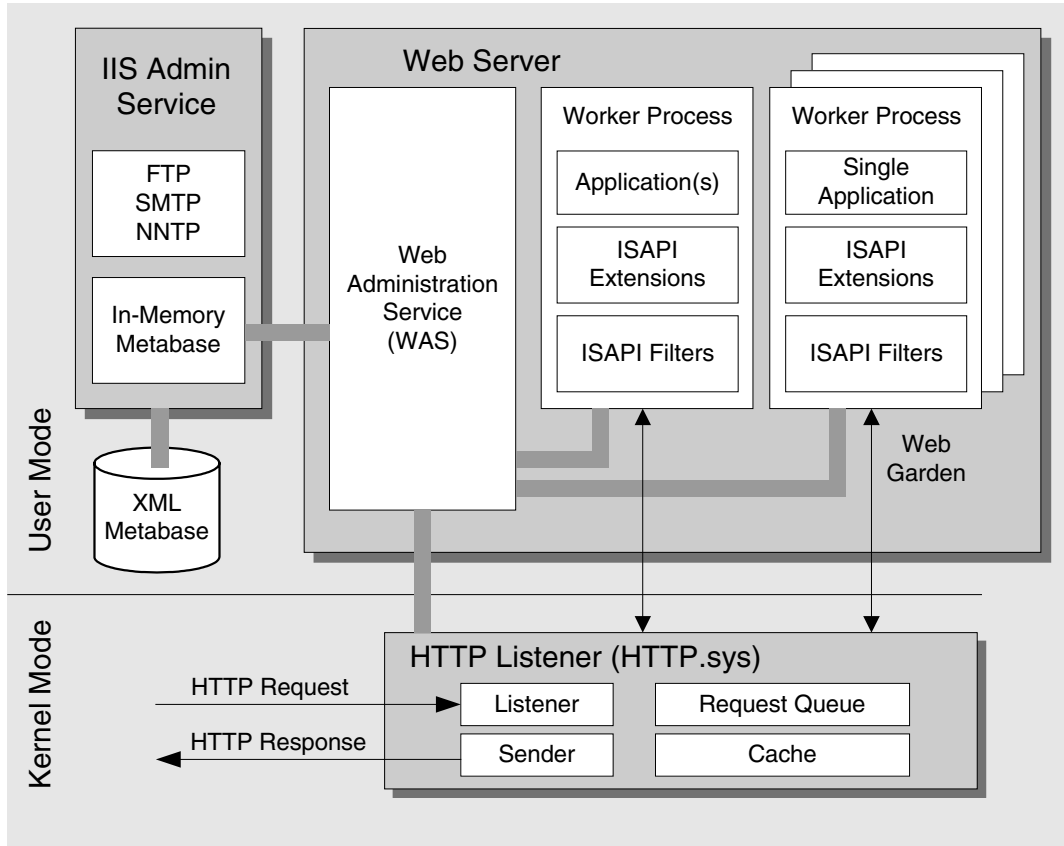 IIS Admin
Service
FTP
SMTP
NNTP
In-Memory
Metabase
XML
Metabase
User Mode
Web Server
Web
Administration
Service
(WAS)
Worker Process
Application(s)
ISAPI
Extensions
ISAPI Filters
Worker Process
Single
Application
ISAPI
Extensions
ISAPI Filters
Web
Garden
Kernel Mode
HTTP Listener (HTTP.sys)
HTTP Request
Listener
Request Queue
HTTP Response
Sender
Cache